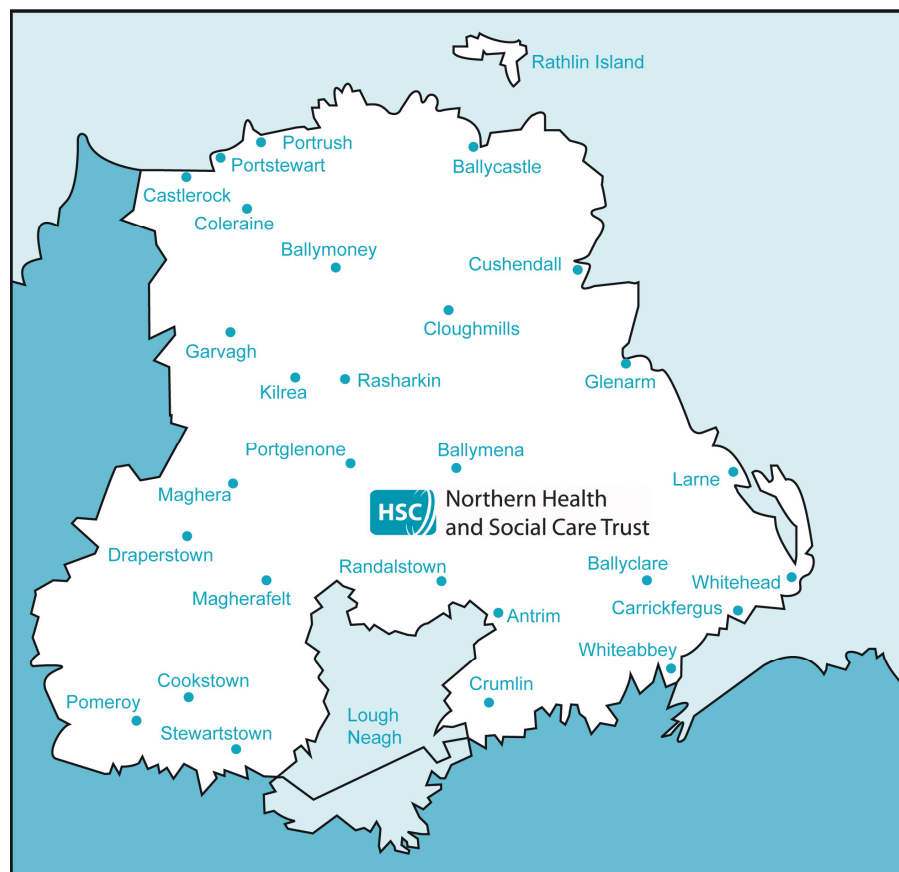 Rathlin Island
Portrush
Portstewart
Ballycastle
Castlerock
Coleraine
Ballymoney
Cushendall
Cloughmills
Garvagh
Glenarm
Kilrea
Rasharkin
Portglenone
Ballymena
Larne
Maghera
HSC
Northern Health
and Social Care Trust
Draperstown
Randalstown
Ballyclare
Whitehead
Magherafelt
Carrickfergus
Antrim
Whiteabbey
Cookstown
Crumlin
Pomeroy
Lough
Neagh
Stewartstown